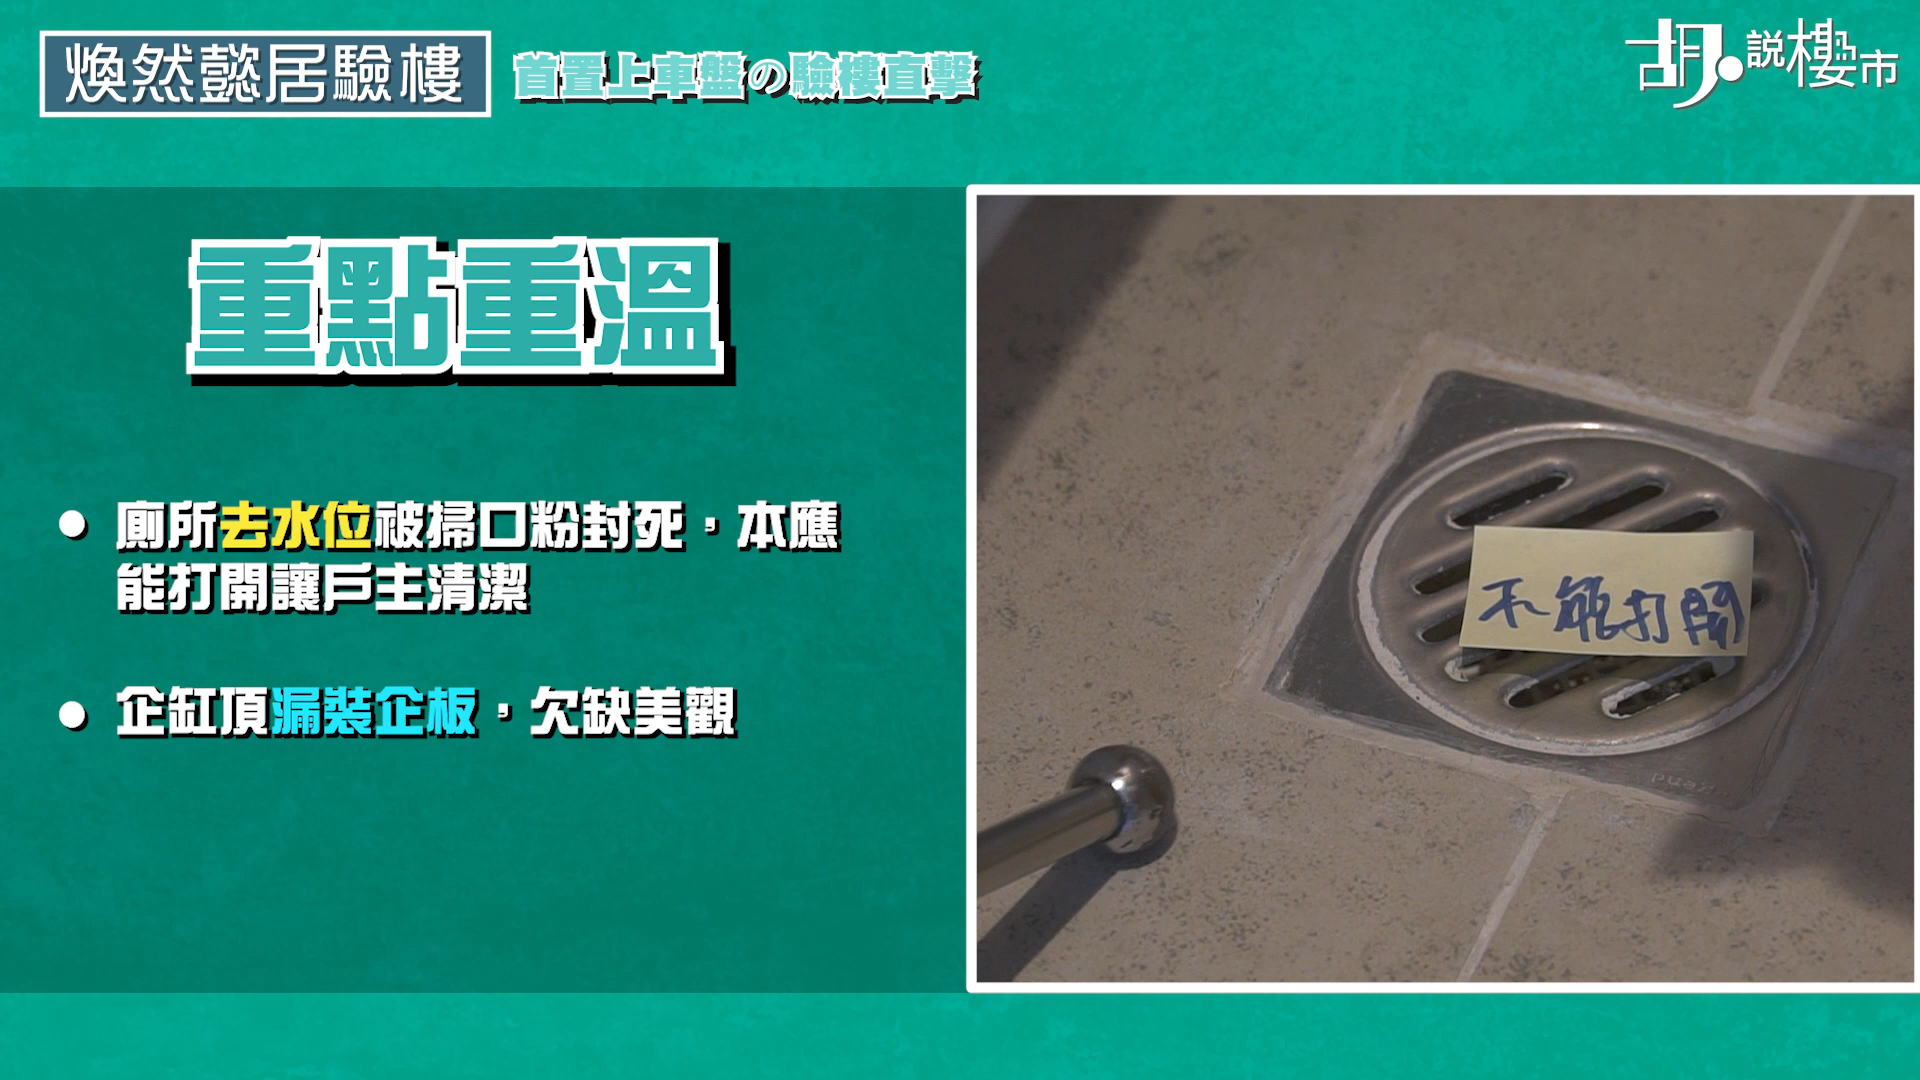 煥然懿居驗樓
首置上車盤の驗樓直擊
胡.說樓市
重點重溫
廁所去水位被掃口粉封死，本應
能打開讓戶主清潔
企缸頂漏裝企板，欠缺美觀
不能打開